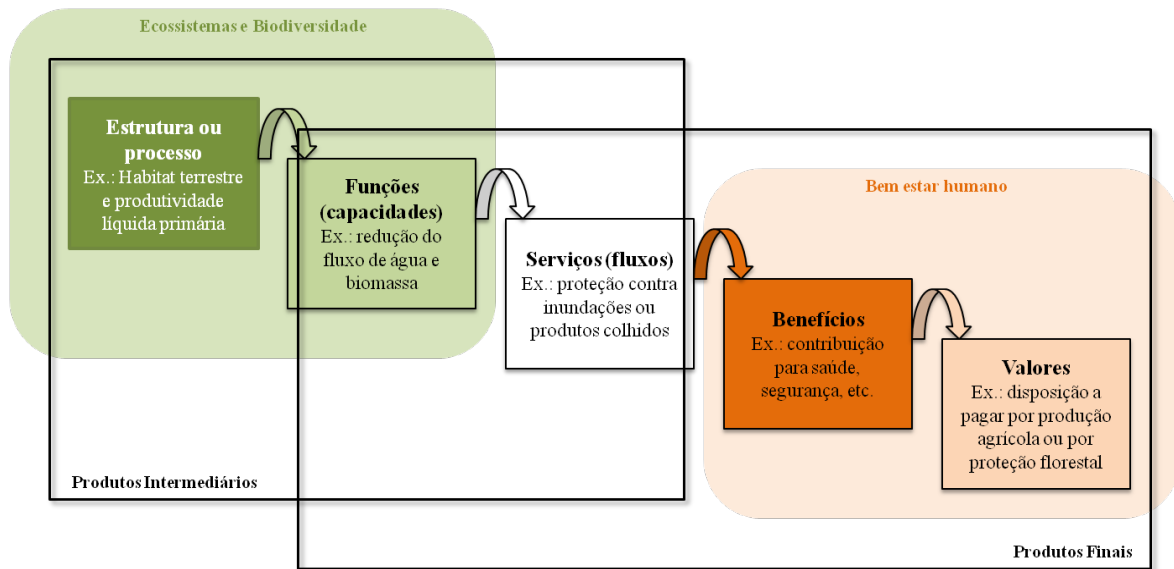 Ecossistemas e Biodiversidade
Estrutura ou
processo
Ex.: Habitat terrestre
e produtividade
líquida primária
Funções
(capacidades)
Ex.: redução do
fluxo de água e
biomassa
Serviços (fluxos)
Ex.: proteção contra
inundações ou
produtos colhidos
Bem estar humano
Benefícios
Ex.: contribuição
para saúde,
segurança, etc.
Valores
Ex.: disposição a
pagar por produção
agrícola ou por
proteção florestal
Produtos Intermediários
Produtos Finais